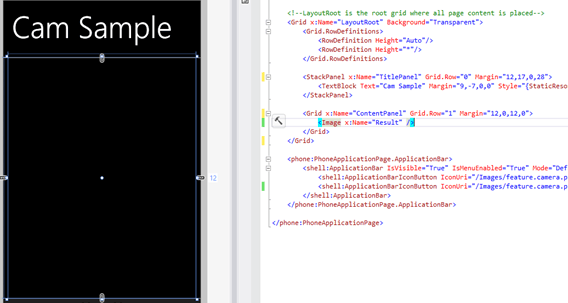 Cam Sample
12
<!--LayoutRoot is the root grid where all page content is placed-->
<Grid x:Name="LayoutRoot" Background="Transparent">
<Grid.RowDefinitions>
<RowDefinition Height="Auto"/>
<RowDefinition Height="*"/>
</Grid.RowDefinitions>
<StackPanel x:Name="TitlePanel" Grid.Row="0" Margin="12,17,0,28">
<TextBlock Text="Cam Sample" Margin="9,-7,0,0" Style="{StaticReso
</StackPanel>
<Grid x:Name="ContentPanel" Grid.Row="1" Margin="12,0,12,0">
<Image x:Name="Result" />
</Grid>
</Grid>
<phone:PhoneApplicationPage.ApplicationBar>
<shell:ApplicationBar IsVisible="True" IsMenuEnabled="True" Mode="Def
<shell:ApplicationBarIconButton IconUri="/Images/feature.camera.p
<shell:ApplicationBarIconButton IconUri="/Images/feature.camera.p
</shell:ApplicationBar>
</phone:PhoneApplicationPage.ApplicationBar>
</phone:PhoneApplicationPage>